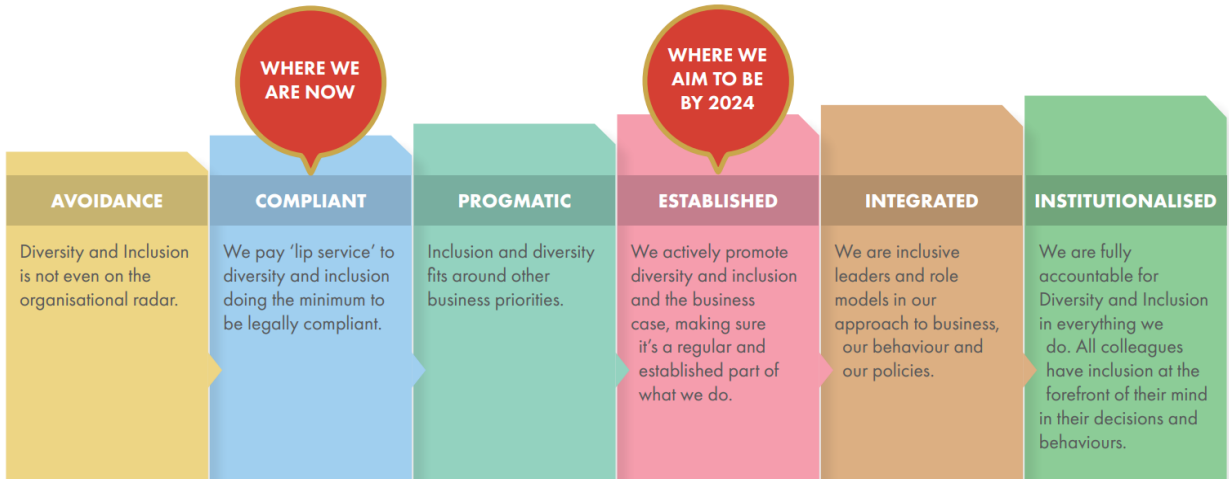 WHERE WE
ARE NOW
WHERE WE
AIM TO BE
BY 2024
AVOIDANCE
Diversity and Inclusion
is not even on the
organisational radar.
COMPLIANT
We pay ‘lip service’ to
diversity and inclusion
doing the minimum to
be legally compliant.
PROGMATIC
Inclusion and diversity
fits around other
business priorities.
ESTABLISHED
We actively promote
diversity and inclusion
and the business
case, making sure
it’s a regular and
established part of
what we do.
INTEGRATED
We are inclusive
leaders and role
models in our
approach to business,
our behaviour and
our policies.
INSTITUTIONALISED
We are fully
accountable for
Diversity and Inclusion
in everything we
do. All colleagues
have inclusion at the
forefront of their mind
in their decisions and
behaviours.